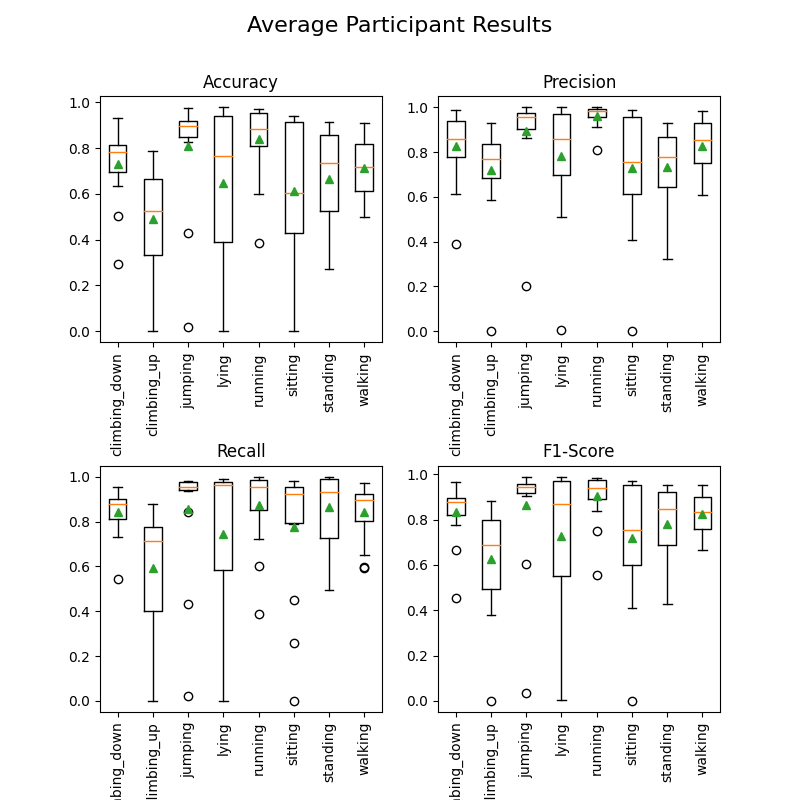 Average Participant Results
Accuracy
1.0
0.8
0.6
0.4
0.2
0.0
climbing_down
climbing_up
jumping
lying
running
sitting
standing
walking
Precision
1.0
0.8
0.6
0.4
0.2
0.0
climbing_down
climbing_up
jumping
lying
running
sitting
standing
walking
Recall
1.0
0.8
0.6
0.4
0.2
0.0
nbing_down
limbing_up
jumping
lying
running
sitting
standing
walking
F1-Score
1.0
0.8
0.6
0.4
0.2
0.0
nbing_down
limbing_up
jumping
lying
running
sitting
standing
walking